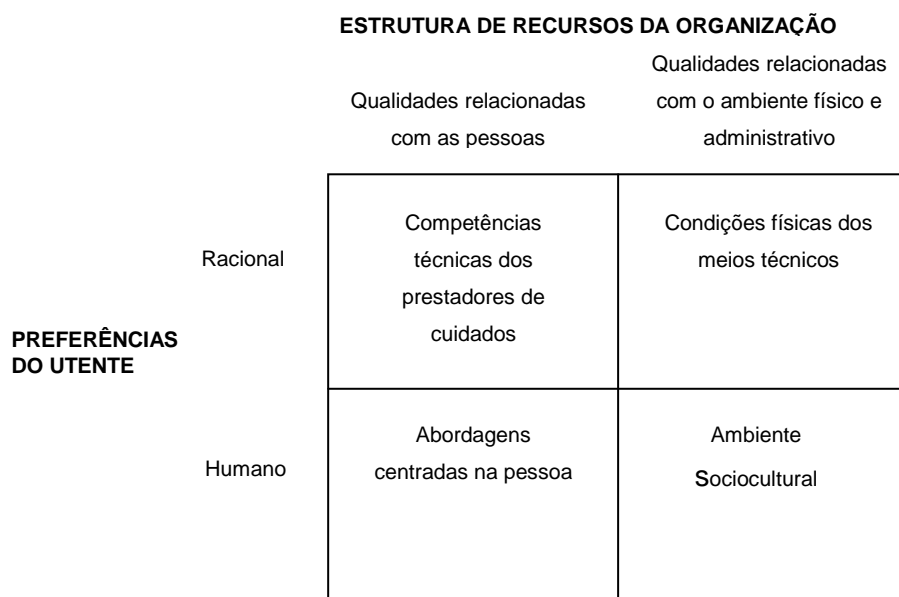 ESTRUTURA DE RECURSOS DA ORGANIZAÇÃO
Qualidades relacionadas
com as pessoas
Qualidades relacionadas
com o ambiente físico e
administrativo
Racional
Competências
técnicas dos
prestadores de
cuidados
Condições físicas dos
meios técnicos
PREFERÊNCIAS
DO UTENTE
Humano
Abordagens
centradas na pessoa
Ambiente
Sociocultural